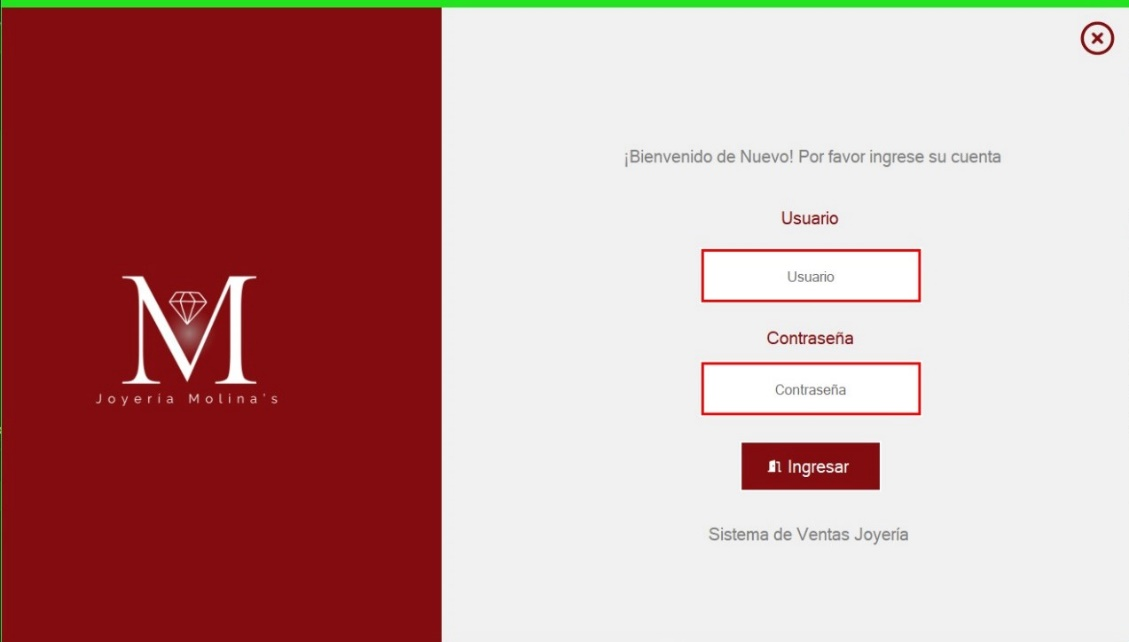 M
Joyería Molina's
¡Bienvenido de Nuevo! Por favor ingrese su cuenta
Usuario
Usuario
Contraseña
Contraseña
Ingresar
Sistema de Ventas Joyería